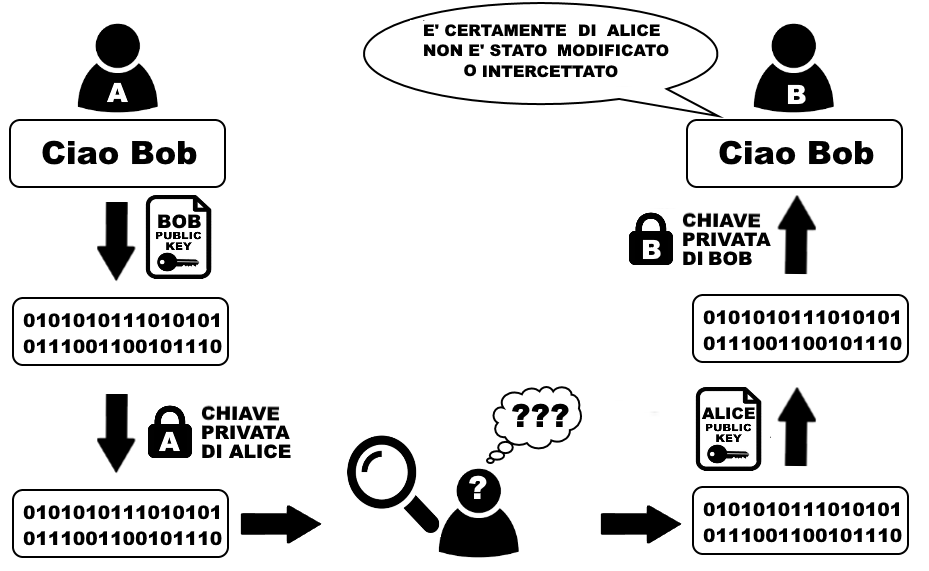 E' CERTAMENTE DI ALICE
NON E' STATO MODIFICATO
O INTERCETTATO
A
B
Ciao Bob
Ciao Bob
BOB
PUBLIC
KEY
B
CHIAVE
PRIVATA
DI BOB
0101010111010101
0111001100101110
0101010111010101
0111001100101110
A
CHIAVE
PRIVATA
DI ALICE
???
?
ALICE
PUBLIC
KEY
0101010111010101
0111001100101110
0101010111010101
0111001100101110